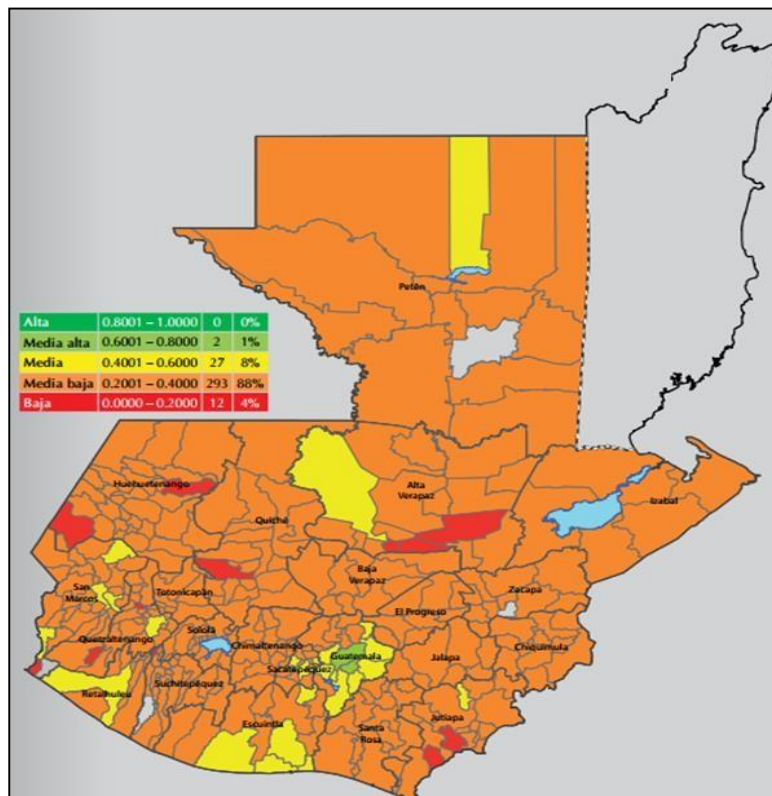 Petén
Alta 0.8001 – 1.0000 0 0%
Media alta 0.6001 – 0.8000 2 1%
Media 0.4001 – 0.6000 27 8%
Media baja 0.2001 – 0.4000 293 88%
Baja 0.0000 – 0.2000 12 4%
Huehuetenango
Alta
Verapaz
Izabal
Quiché
Baja
Verapaz
San
Marcos
Totonicapán
Zacapa
El Progreso
Quetzaltenango
Sololá
Chimaltenango
Guatemala
Jalapa
Chiquimula
Sacatepéquez
Retalhuleu
Suchitepéquez
Escuintla
Santa
Rosa
Jutiapa